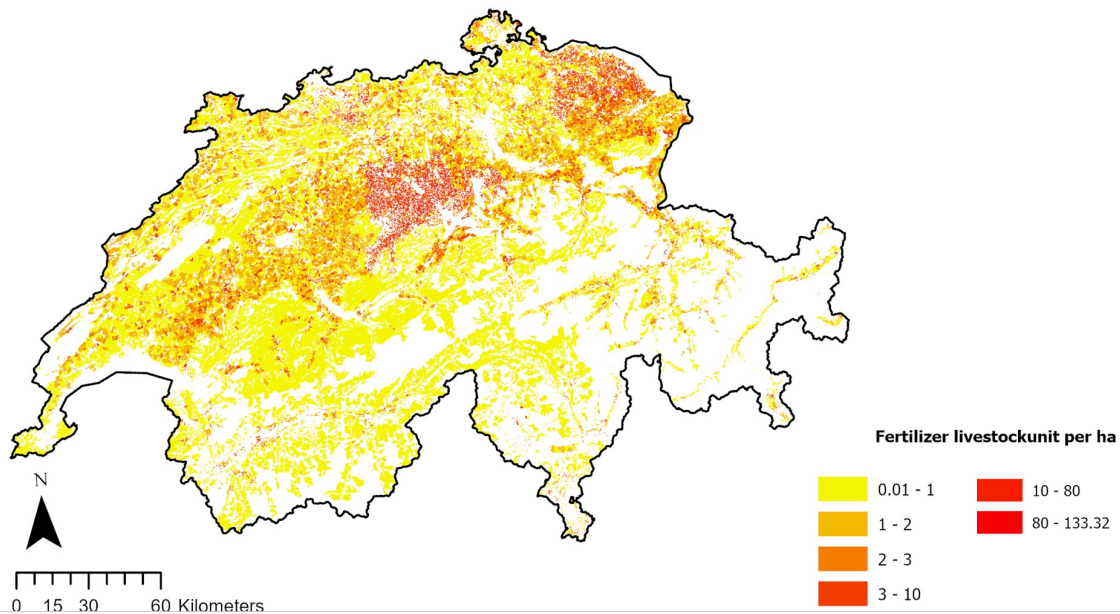 N
0 15 30 60 Kilometers
Fertilizer livestockunit per ha
0.01 - 1
1 - 2
2 - 3
3 - 10
10 - 80
80 - 133.32